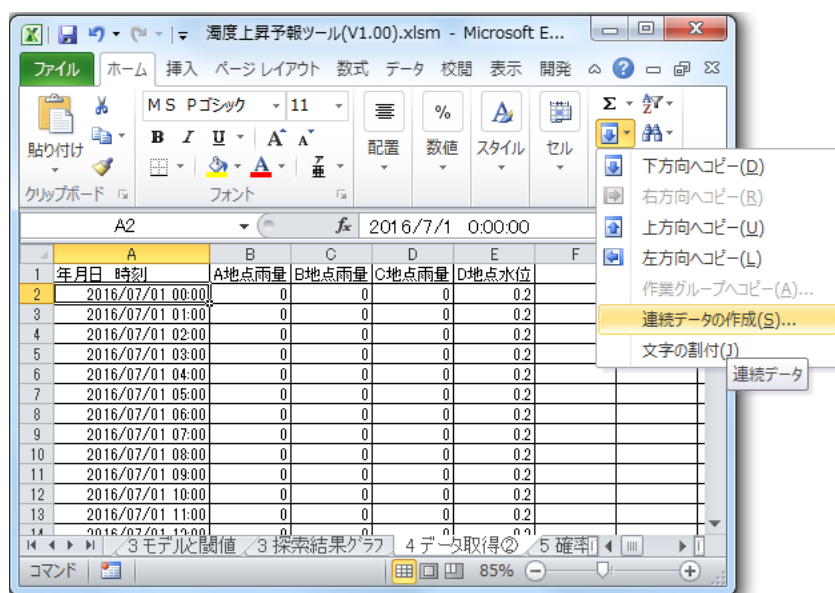 濁度上昇予報ツール(V1.00).xlsm - Microsoft E...
ファイル ホーム 挿入 ページ レイアウト 数式 データ 校閲 表示 開発
ＭＳ Ｐゴシック 11
B I U A A
貼り付け
配置 数値 スタイル セル
クリップボード フォント
A2 fx 2016/7/1 0:00:00
下方向へコピー(D)
右方向へコピー(R)
上方向へコピー(U)
左方向へコピー(L)
作業グループへコピー(A)...
連続データの作成(S)...
文字の割付(J)
連続データ
A B C D E F
1 年月日 時刻 A地点雨量 B地点雨量 C地点雨量 D地点水位
2 2016/07/01 00:00 0 0 0 0.2
3 2016/07/01 01:00 0 0 0 0.2
4 2016/07/01 02:00 0 0 0 0.2
5 2016/07/01 03:00 0 0 0 0.2
6 2016/07/01 04:00 0 0 0 0.2
7 2016/07/01 05:00 0 0 0 0.2
8 2016/07/01 06:00 0 0 0 0.2
9 2016/07/01 07:00 0 0 0 0.2
10 2016/07/01 08:00 0 0 0 0.2
11 2016/07/01 09:00 0 0 0 0.2
12 2016/07/01 10:00 0 0 0 0.2
13 2016/07/01 11:00 0 0 0 0.2
14 2016/07/01 12:00 0 0 0 0.2
3 モデルと閾値 3 探索結果グラフ 4 データ取得② 5 確率
コマンド 85%